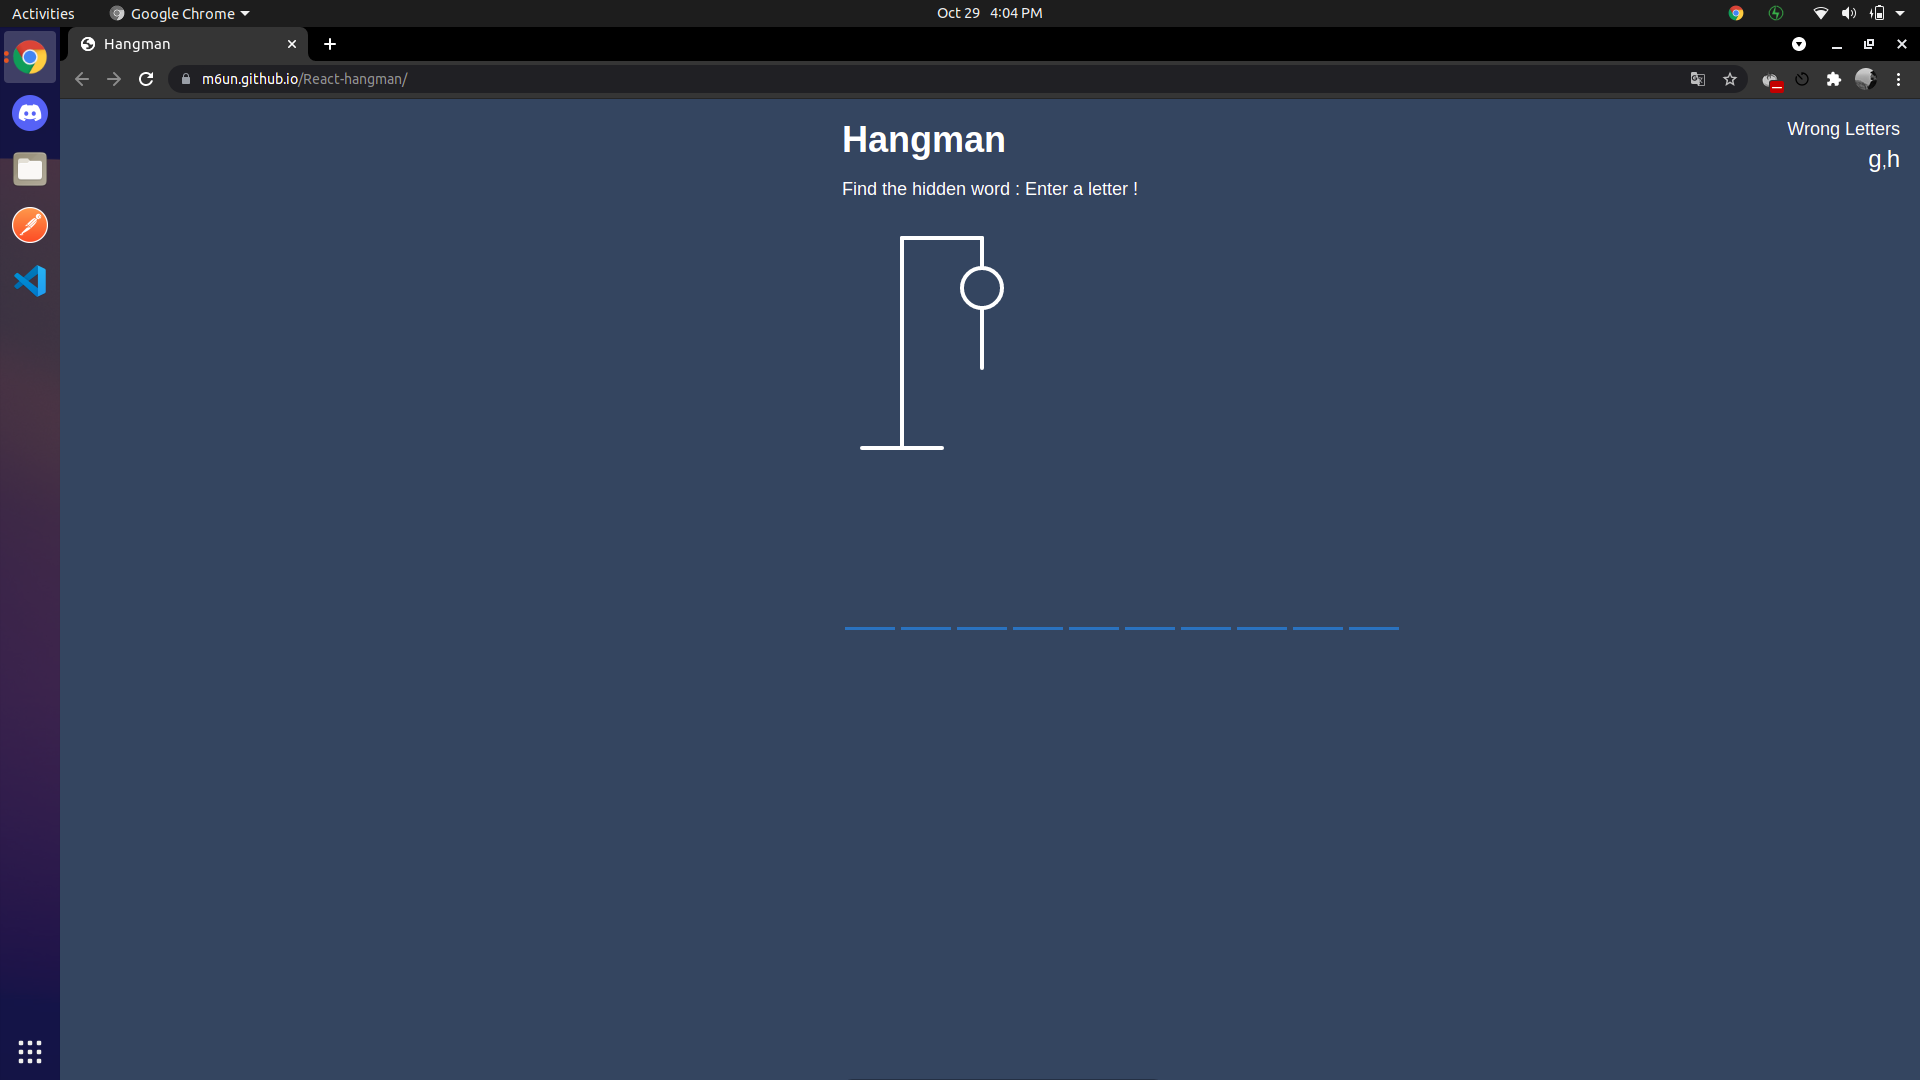 Activities
Google Chrome
Oct 29 4:04 PM
Hangman
m6un.github.io/React-hangman/
Hangman
Find the hidden word : Enter a letter !
Wrong Letters
g,h